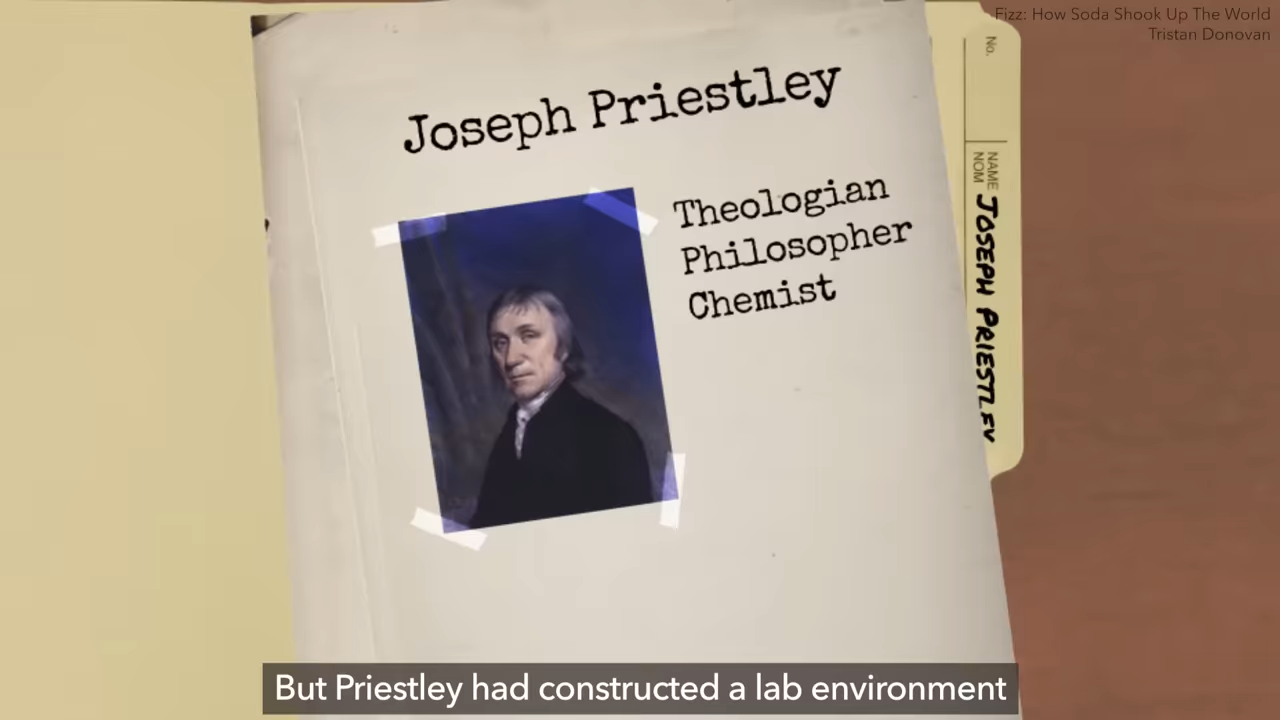 Fizz: How Soda Shook Up The World
Tristan Donovan
Joseph Priestley
Theologian
Philosopher
Chemist
No.
NAME
NOM
JOSEPH PRIESTLEY
But Priestley had constructed a lab environment